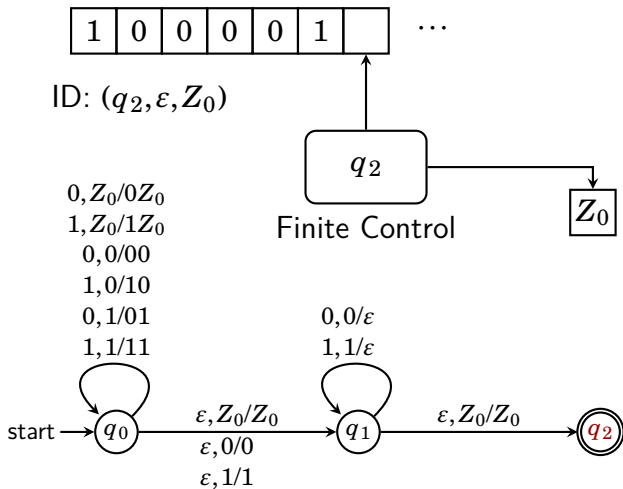 1 0 0 0 0 1 ...
ID: (q₂, ε, Z₀)
q₂
Z₀
Finite Control
0, Z₀/0Z₀
1, Z₀/1Z₀
0, 0/00
1, 0/10
0, 1/01
1, 1/11
0, 0/ε
1, 1/ε
start
q₀
ε, Z₀/Z₀
ε, 0/0
ε, 1/1
q₁
ε, Z₀/Z₀
q₂